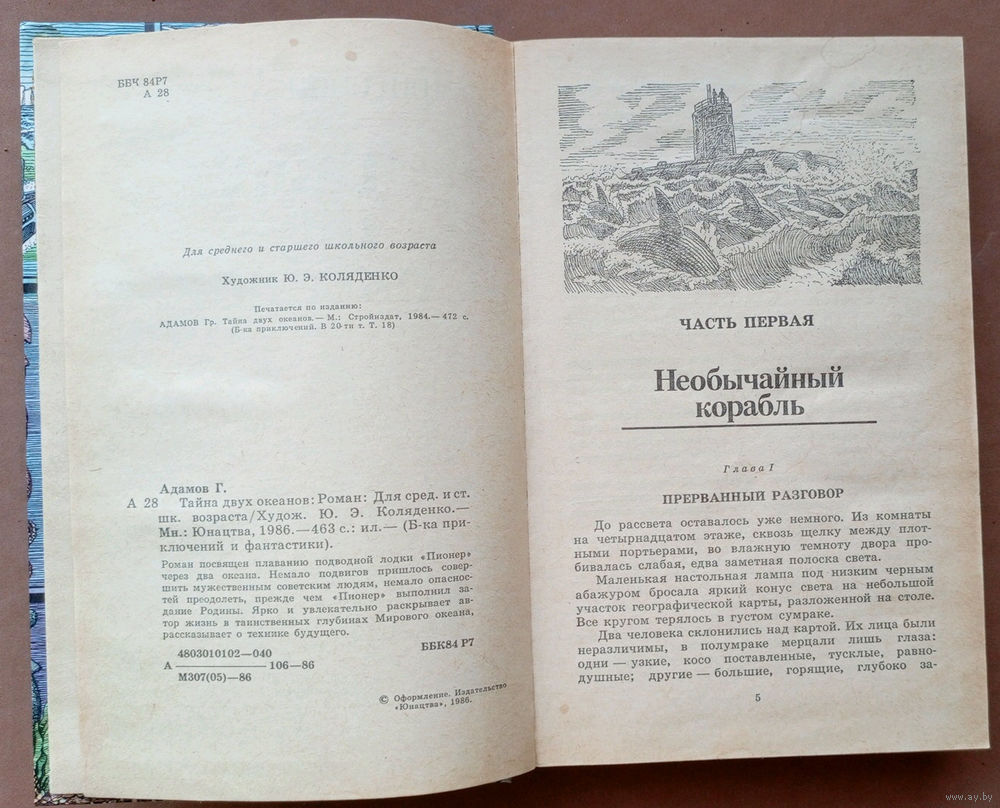 ББК 84Р7
А 28
Для среднего и старшего школьного возраста
Художник Ю. Э. КОЛЯДЕНКО
Печатается по изданию:
АДАМОВ Гр. Тайна двух океанов.— М.: Стройиздат, 1984.— 472 с.
(Б-ка приключений. В 20-ти т. Т. 18)
Адамов Г.
А 28 Тайна двух океанов: Роман: Для сред. и ст.
шк. возраста/Худож. Ю. Э. Коляденко.—
Мн.: Юнацтва, 1986.—463 с.: ил.— (Б-ка при-
ключений и фантастики).
Роман посвящен плаванию подводной лодки «Пионер»
через два океана. Немало подвигов пришлось совер-
шить мужественным советским людям, немало опаснос-
тей преодолеть, прежде чем «Пионер» выполнил за-
дание Родины. Ярко и увлекательно раскрывает ав-
тор жизнь в таинственных глубинах Мирового океана,
рассказывает о технике будущего.
4803010102—040
А ———— 106—86
М307(05)—86
ББК84 Р7
© Оформление. Издательство
«Юнацтва», 1986.
ЧАСТЬ ПЕРВАЯ
Необычайный
корабль
Глава I
ПРЕРВАННЫЙ РАЗГОВОР
До рассвета оставалось уже немного. Из комнаты
на четырнадцатом этаже, сквозь щелку между плот-
ными портьерами, во влажную темноту двора про-
бивалась слабая, едва заметная полоска света.
Маленькая настольная лампа под низким черным
абажуром бросала яркий конус света на небольшой
участок географической карты, разложенной на столе.
Все кругом терялось в густом сумраке.
Два человека склонились над картой. Их лица были
неразличимы, в полумраке мерцали лишь глаза:
одни — узкие, косо поставленные, тусклые, равно-
душные; другие — большие, горящие, глубоко за-
5
www.ay.by